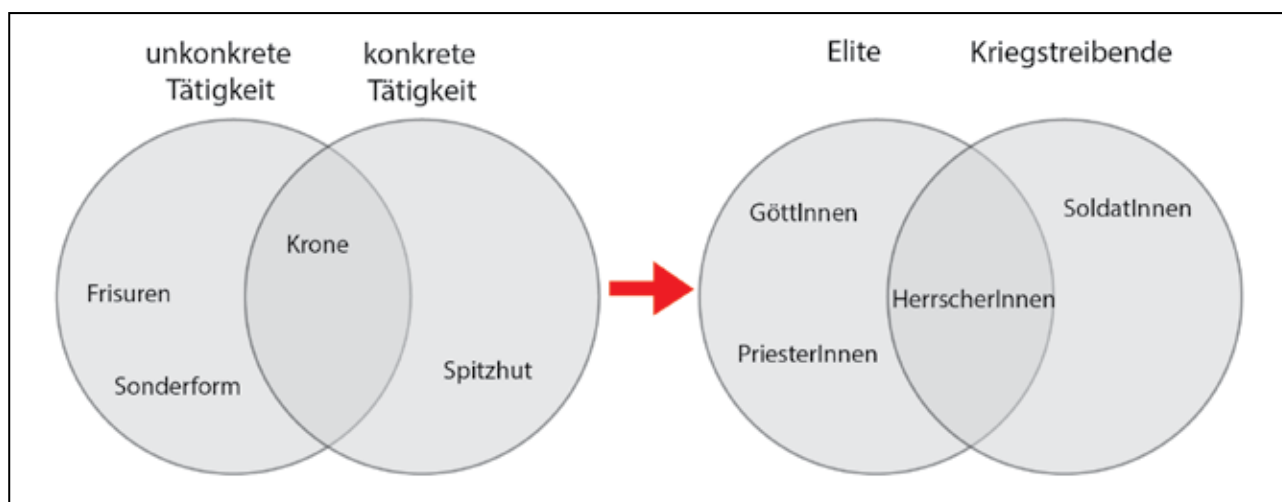 unkonkrete
Tätigkeit
konkrete
Tätigkeit
Krone
Frisuren
Sonderform
Spitzhut
Elite
Kriegstreibende
GöttInnen
SoldatInnen
HerrscherInnen
PriesterInnen